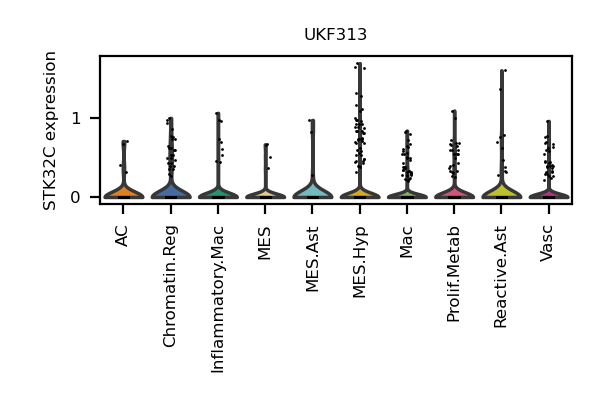 UKF313
STK32C expression
1
0
AC
Chromatin.Reg
Inflammatory.Mac
MES
MES.Ast
MES.Hyp
Mac
Prolif.Metab
Reactive.Ast
Vasc